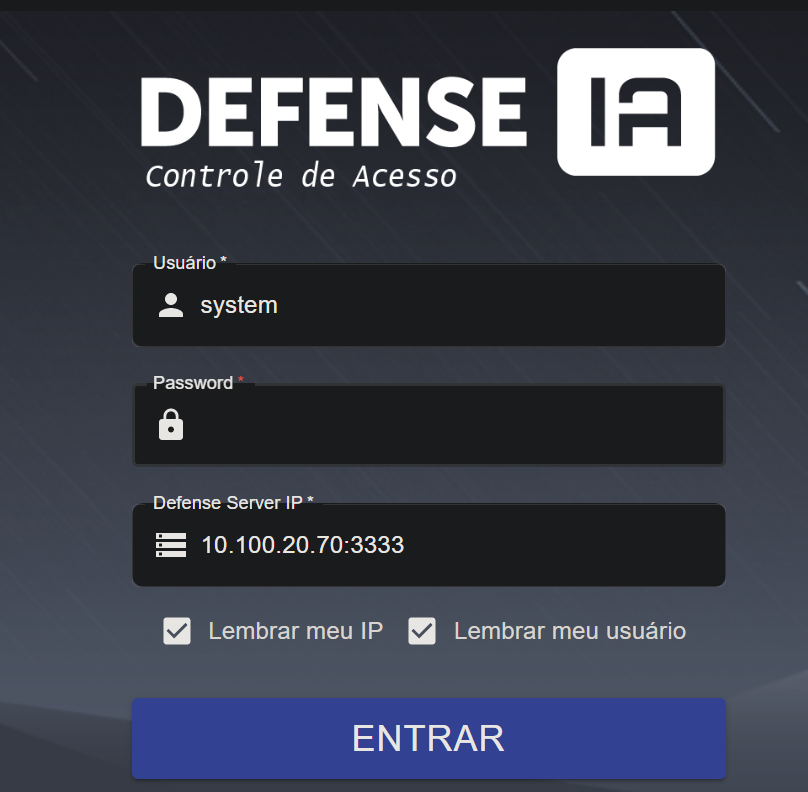 DEFENSE IA
Controle de Acesso
Usuário *
system
Password *
Defense Server IP *
10.100.20.70:3333
Lembrar meu IP Lembrar meu usuário
ENTRAR